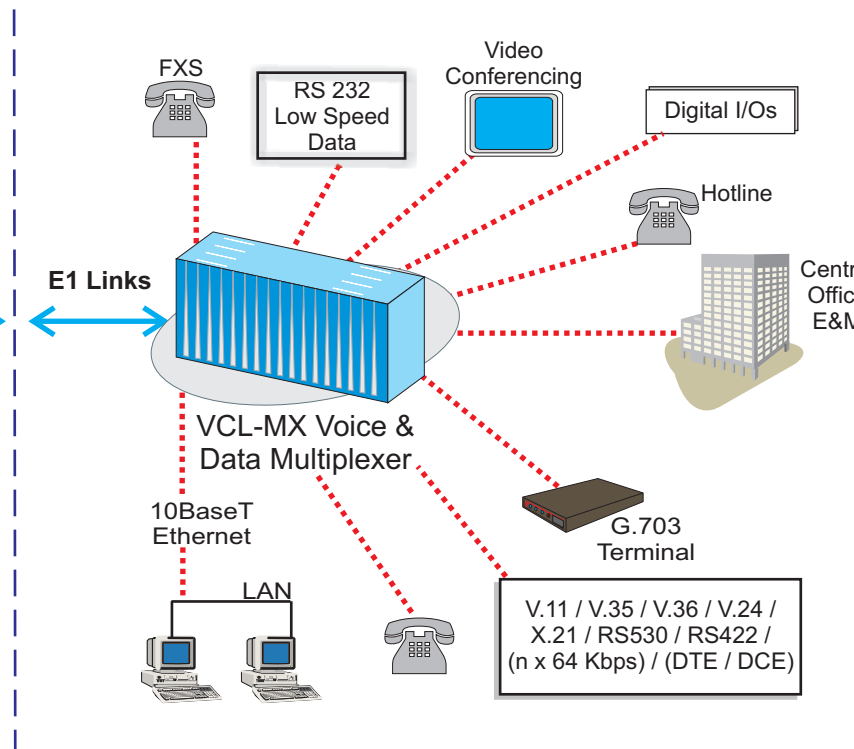 FXS
RS 232
Low Speed
Data
Video
Conferencing
Digital I/Os
Hotline
E&M
E1 Links
VCL-MX Voice &
Data Multiplexer
10BaseT
Ethernet
LAN
G.703
Terminal
V.11 / V.35 / V.36 / V.24 /
X.21 / RS530 / RS422 /
(n x 64 Kbps) / (DTE / DCE)